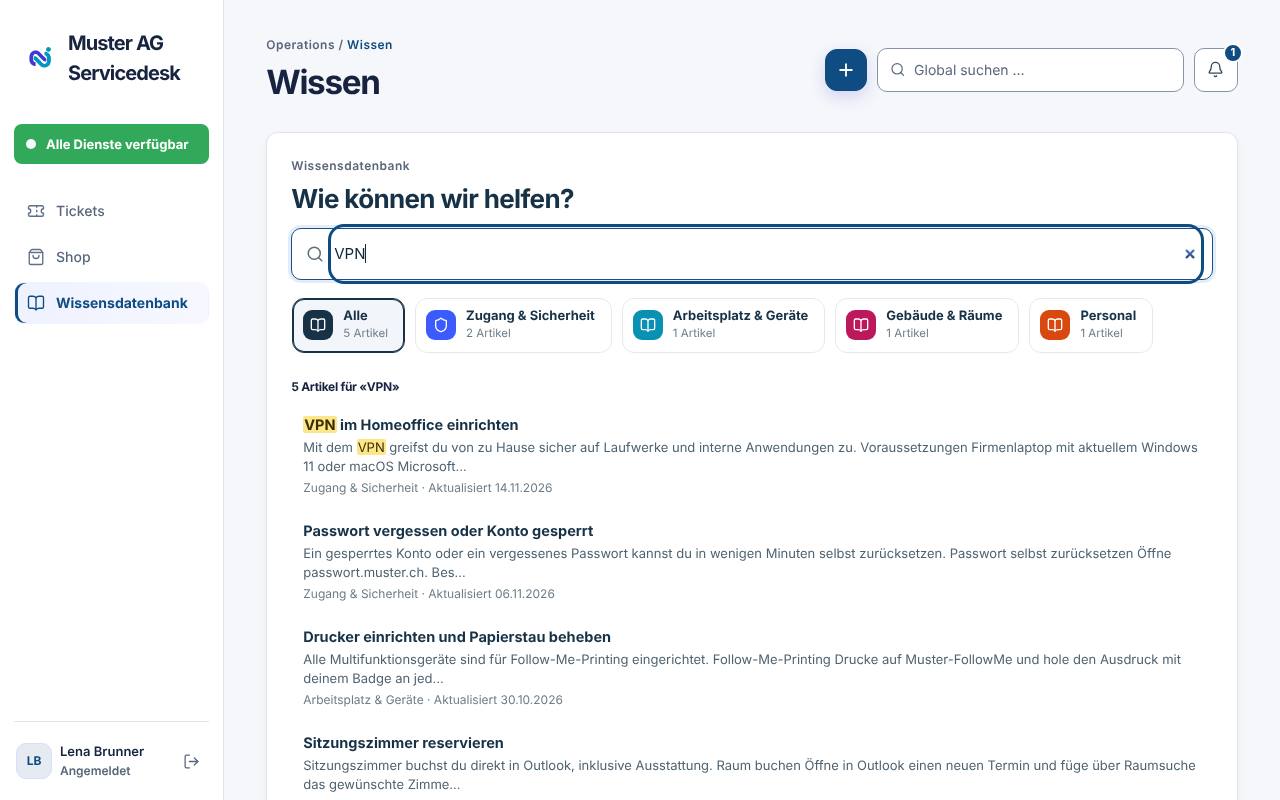 Muster AG
Servicedesk
Alle Dienste verfügbar
Tickets
Shop
Wissensdatenbank
LB
Lena Brunner
Angemeldet
Operations / Wissen
Wissen
Global suchen ...
1
Wissensdatenbank
Wie können wir helfen?
VPN
Alle
5 Artikel
Zugang & Sicherheit
2 Artikel
Arbeitsplatz & Geräte
1 Artikel
Gebäude & Räume
1 Artikel
Personal
1 Artikel
5 Artikel für «VPN»
VPN im Homeoffice einrichten
Mit dem VPN greifst du von zu Hause sicher auf Laufwerke und interne Anwendungen zu. Voraussetzungen Firmenlaptop mit aktuellem Windows
11 oder macOS Microsoft...
Zugang & Sicherheit · Aktualisiert 14.11.2026
Passwort vergessen oder Konto gesperrt
Ein gesperrtes Konto oder ein vergessenes Passwort kannst du in wenigen Minuten selbst zurücksetzen. Passwort selbst zurücksetzen Öffne
passwort.muster.ch. Bes...
Zugang & Sicherheit · Aktualisiert 06.11.2026
Drucker einrichten und Papierstau beheben
Alle Multifunktionsgeräte sind für Follow-Me-Printing eingerichtet. Follow-Me-Printing Drucke auf Muster-FollowMe und hole den Ausdruck mit
deinem Badge an jed...
Arbeitsplatz & Geräte · Aktualisiert 30.10.2026
Sitzungszimmer reservieren
Sitzungszimmer buchst du direkt in Outlook, inklusive Ausstattung. Raum buchen Öffne in Outlook einen neuen Termin und füge über Raumsuche
das gewünschte Zimme...